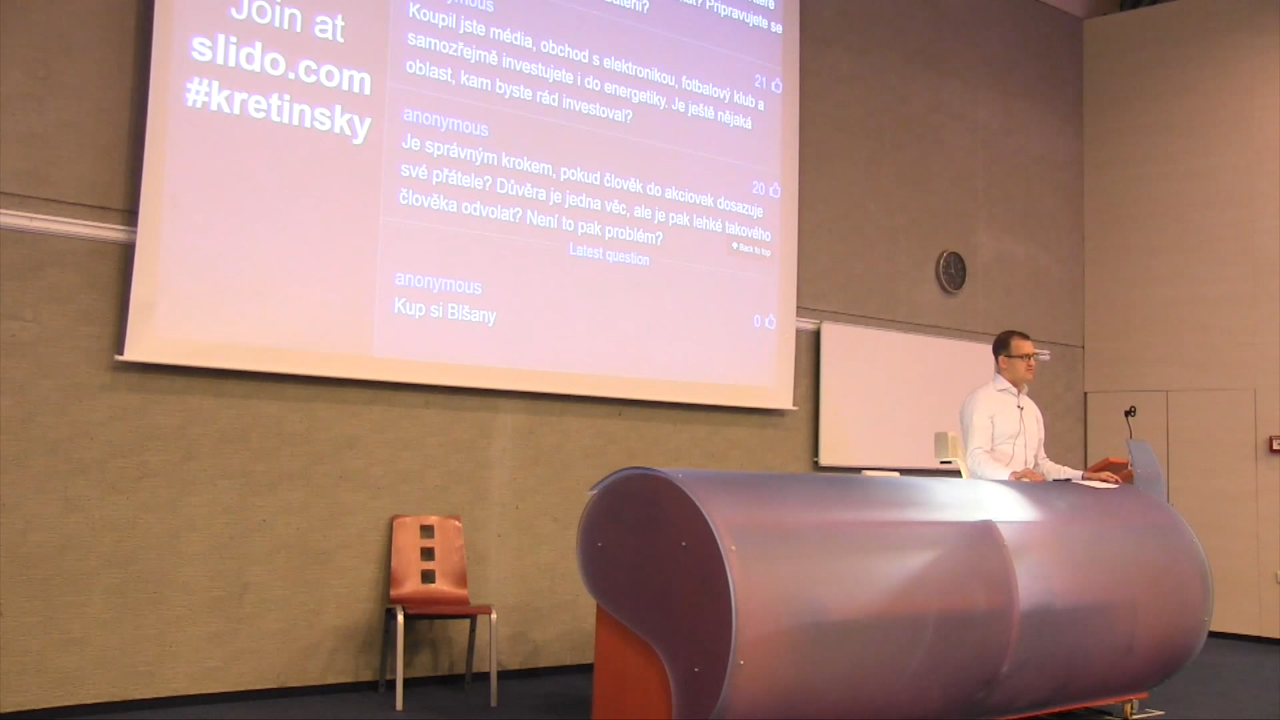 Join at
slido.com
#kretinsky
Připravujete se
Koupil jste média, obchod s elektronikou, fotbalový klub a
samozřejmě investujete i do energetiky. Je ještě nějaká
oblast, kam byste rád investoval?
21
anonymous
Je správným krokem, pokud člověk do akciovek dosazuje
své přátele? Důvěra je jedna věc, ale je pak lehké takového
člověka odvolat? Není to pak problém?
20
Back to top
Latest question
anonymous
Kup si Blšany
0